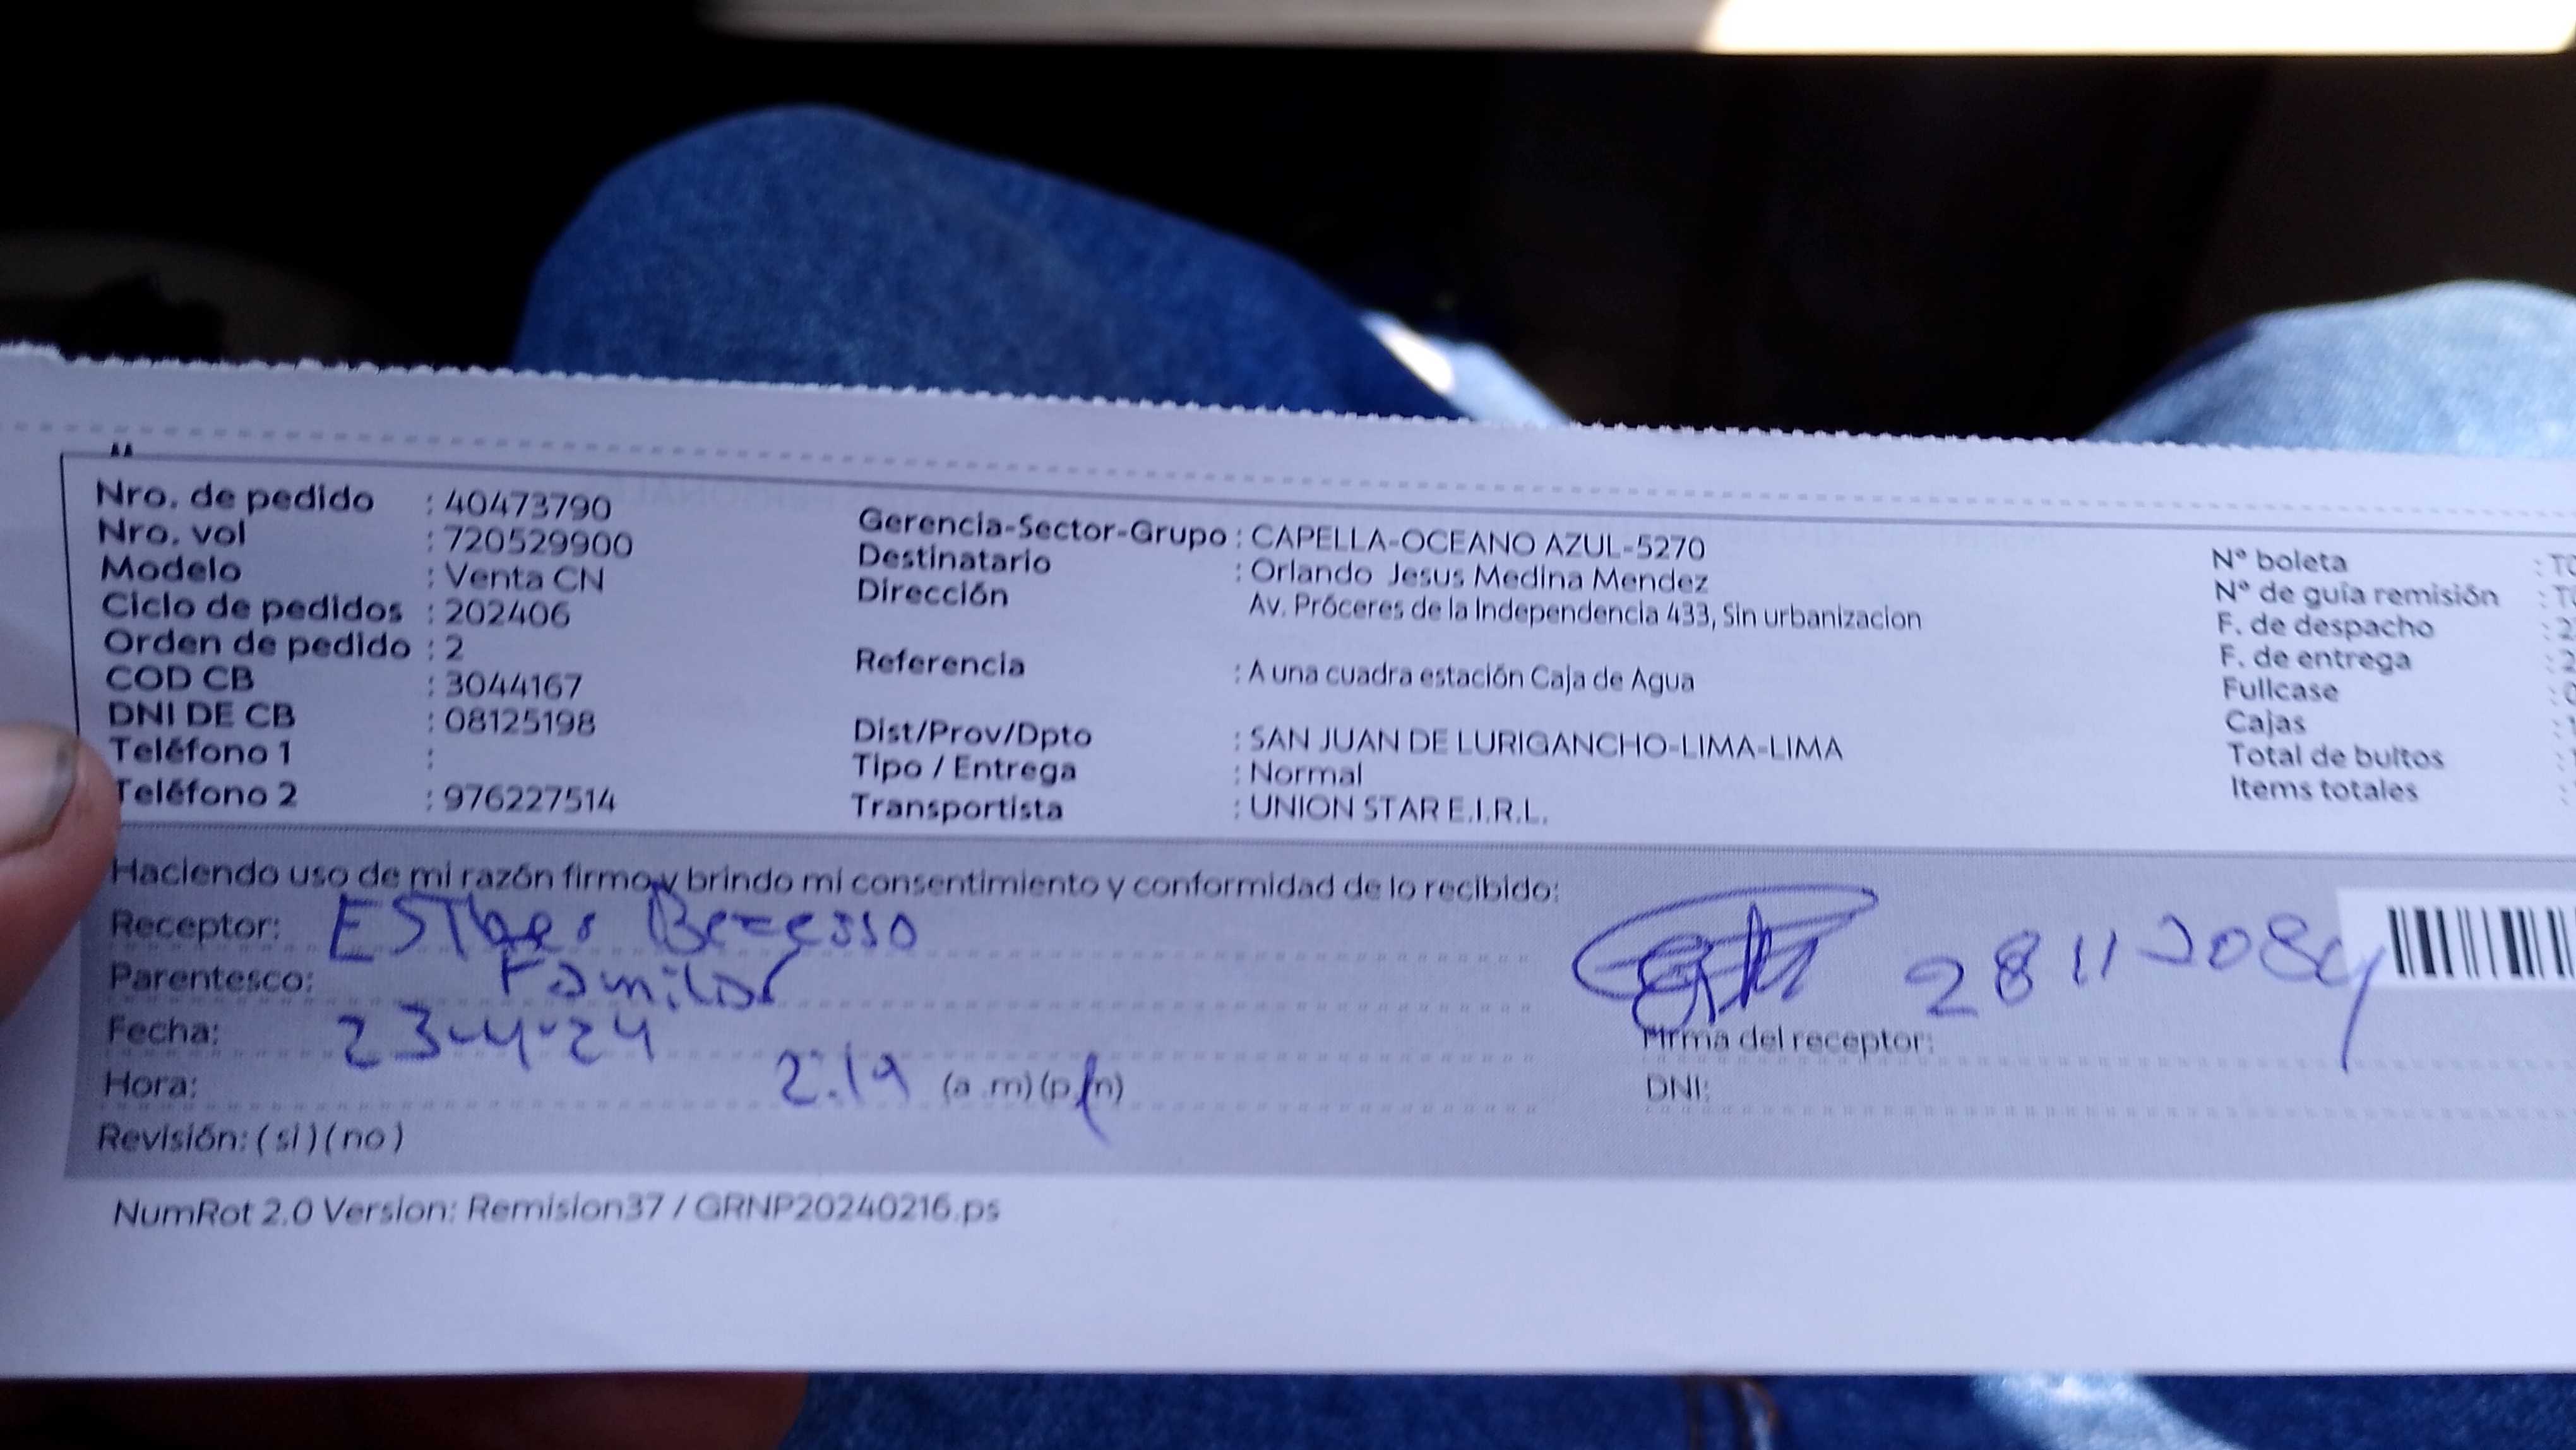 Nro. de pedido : 40473790
Nro. vol : 720529900
Modelo : Venta CN
Ciclo de pedidos : 202406
Orden de pedido : 2
COD CB : 3044167
DNI DE CB : 08125198
Teléfono 1 :
Teléfono 2 : 976227514
Gerencia-Sector-Grupo : CAPELLA-OCEANO AZUL-5270
Destinatario : Orlando Jesus Medina Mendez
Dirección Av. Próceres de la Independencia 433, Sin urbanizacion
Referencia : A una cuadra estación Caja de Agua
Dist/Prov/Dpto : SAN JUAN DE LURIGANCHO-LIMA-LIMA
Tipo / Entrega : Normal
Transportista : UNION STAR E.I.R.L.
N° boleta :
N° de guía remisión :
F. de despacho : 2
F. de entrega : 2
Fullcase :
Cajas :
Total de bultos :
Items totales :
Haciendo uso de mi razón firmo y brindo mi consentimiento y conformidad de lo recibido:
Receptor: Esther
Parentesco: Familiar
Fecha: 23-4-24
Hora: 2:19 (a .m) (p.m)
Revisión: ( si ) ( no )
Firma del receptor:
DNI:
NumRot 2.0 Version: Remision37 / GRNP20240216.ps